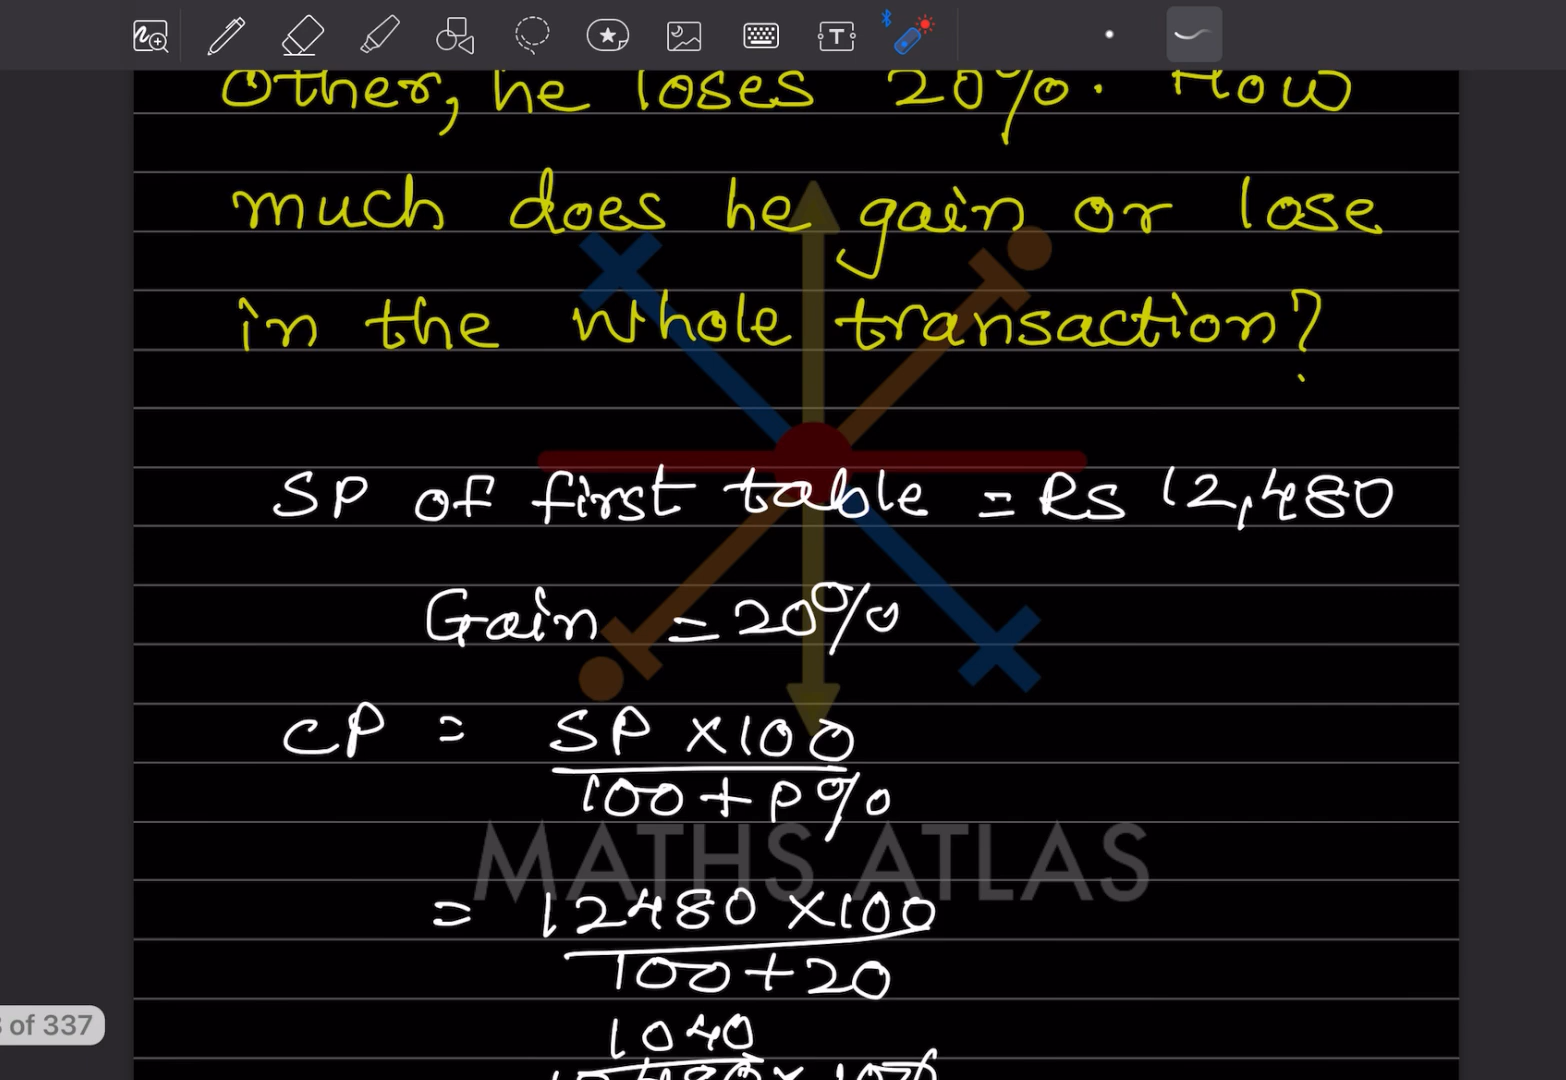 Other, he loses 20%. How
much does he gain or lose
in the whole transaction?
SP of first table = Rs 12,480
Gain = 20%
CP = SP × 100
100 + P%
MATHS ATLAS
= 12480 × 100
100 + 20
of 337
1040